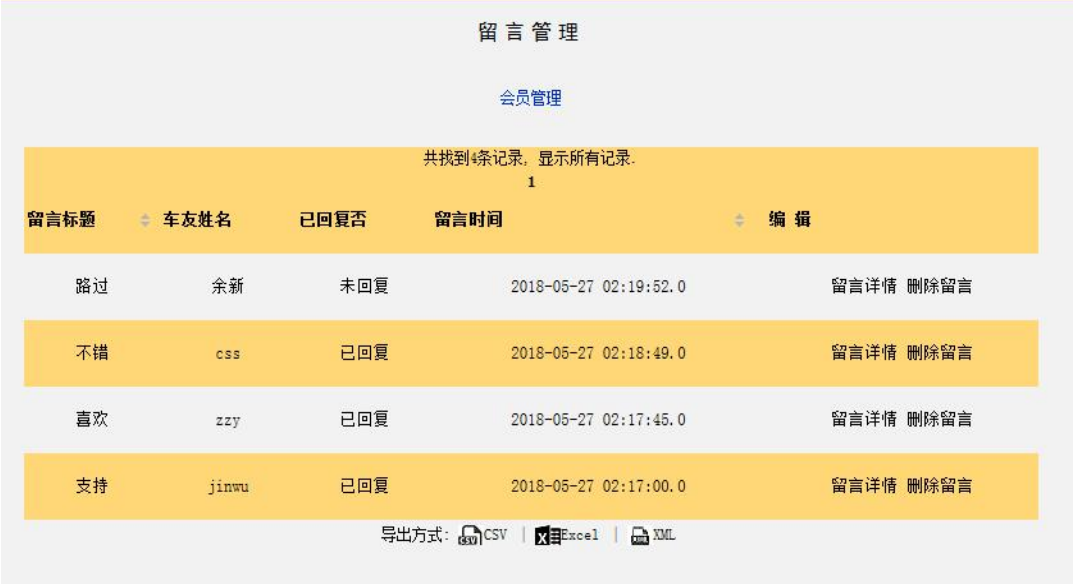 留 言 管 理
会员管理
共找到4条记录, 显示所有记录.
1
留言标题 车友姓名 已回复否 留言时间 编 辑
路过 余新 未回复 2018-05-27 02:19:52.0 留言详情 删除留言
不错 css 已回复 2018-05-27 02:18:49.0 留言详情 删除留言
喜欢 zzy 已回复 2018-05-27 02:17:45.0 留言详情 删除留言
支持 jinwu 已回复 2018-05-27 02:17:00.0 留言详情 删除留言
导出方式: CSV | Excel | XML